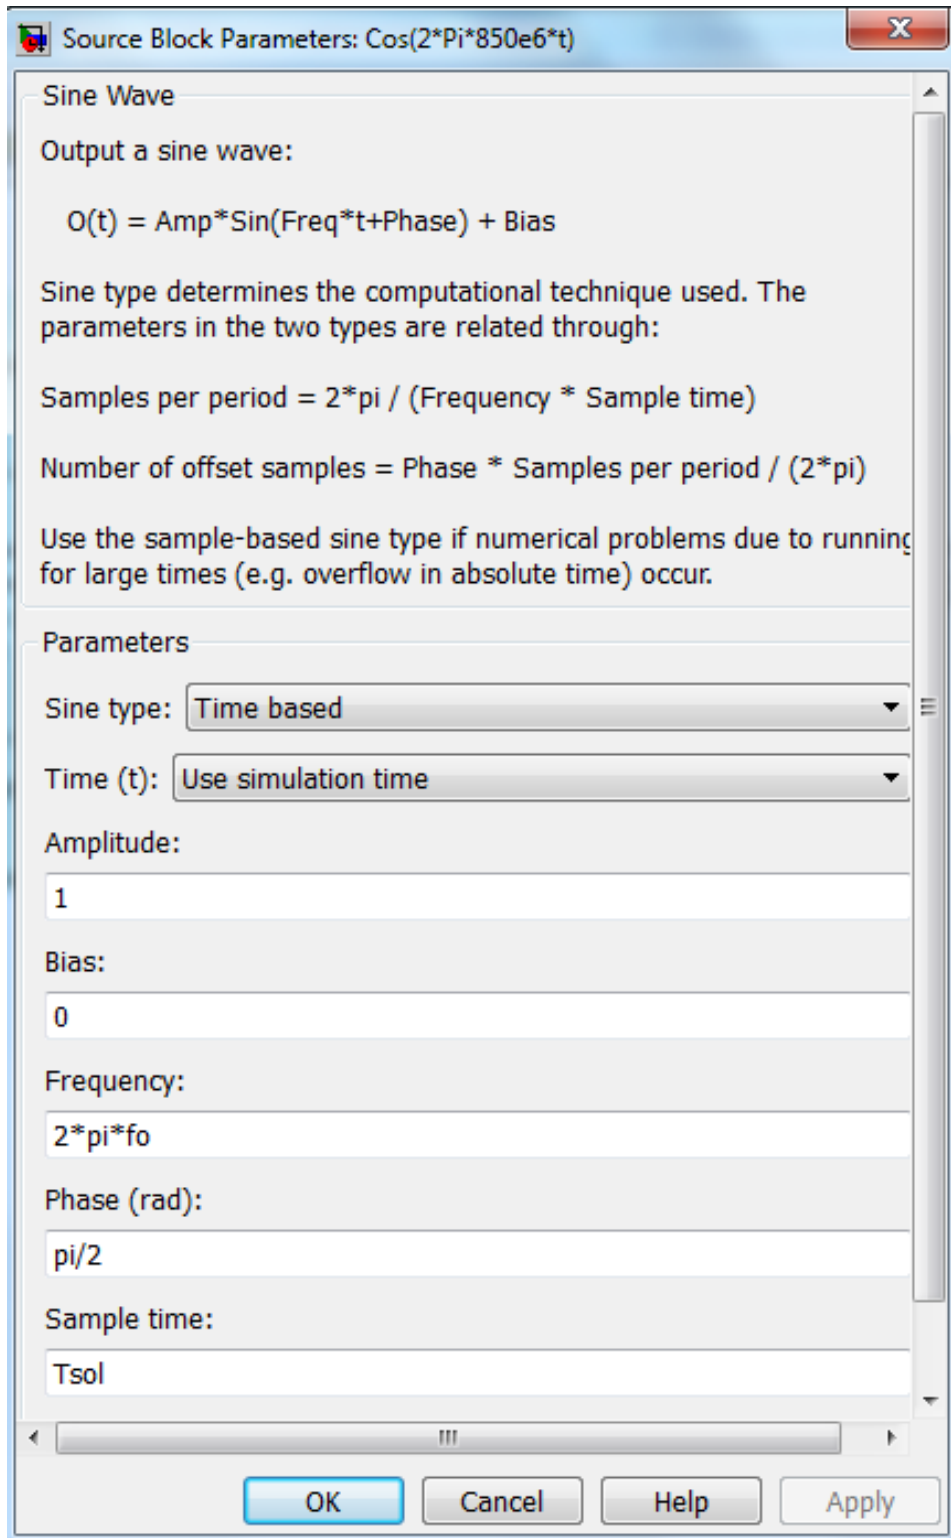 Source Block Parameters: Cos(2*Pi*850e6*t)
Sine Wave
Output a sine wave:
O(t) = Amp*Sin(Freq*t+Phase) + Bias
Sine type determines the computational technique used. The
parameters in the two types are related through:
Samples per period = 2*pi / (Frequency * Sample time)
Number of offset samples = Phase * Samples per period / (2*pi)
Use the sample-based sine type if numerical problems due to running
for large times (e.g. overflow in absolute time) occur.
Parameters
Sine type: Time based
Time (t): Use simulation time
Amplitude:
1
Bias:
0
Frequency:
2*pi*fo
Phase (rad):
pi/2
Sample time:
Tsol
OK Cancel Help Apply